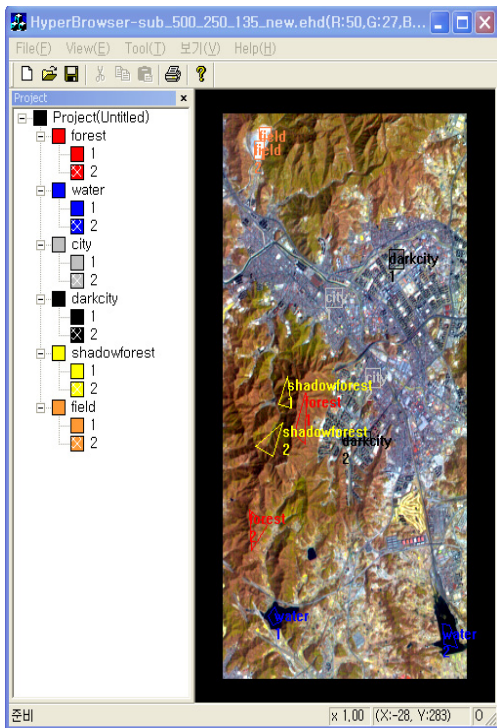 HyperBrowser-sub_500_250_135_new.ehd(R:50,G:27,B...
File(F) View(E) Tool(T) 보기(V) Help(H)
Project x
Project(Untitled)
forest
1
2
water
1
2
city
1
2
darkcity
1
2
shadowforest
1
2
field
1
2
field
field
darkcity
1
city
1
city
shadowforest
1
forest
shadowforest
2
darkcity
2
forest
water
1
water
2
준비 x 1,00 (X:-28, Y:283) 0